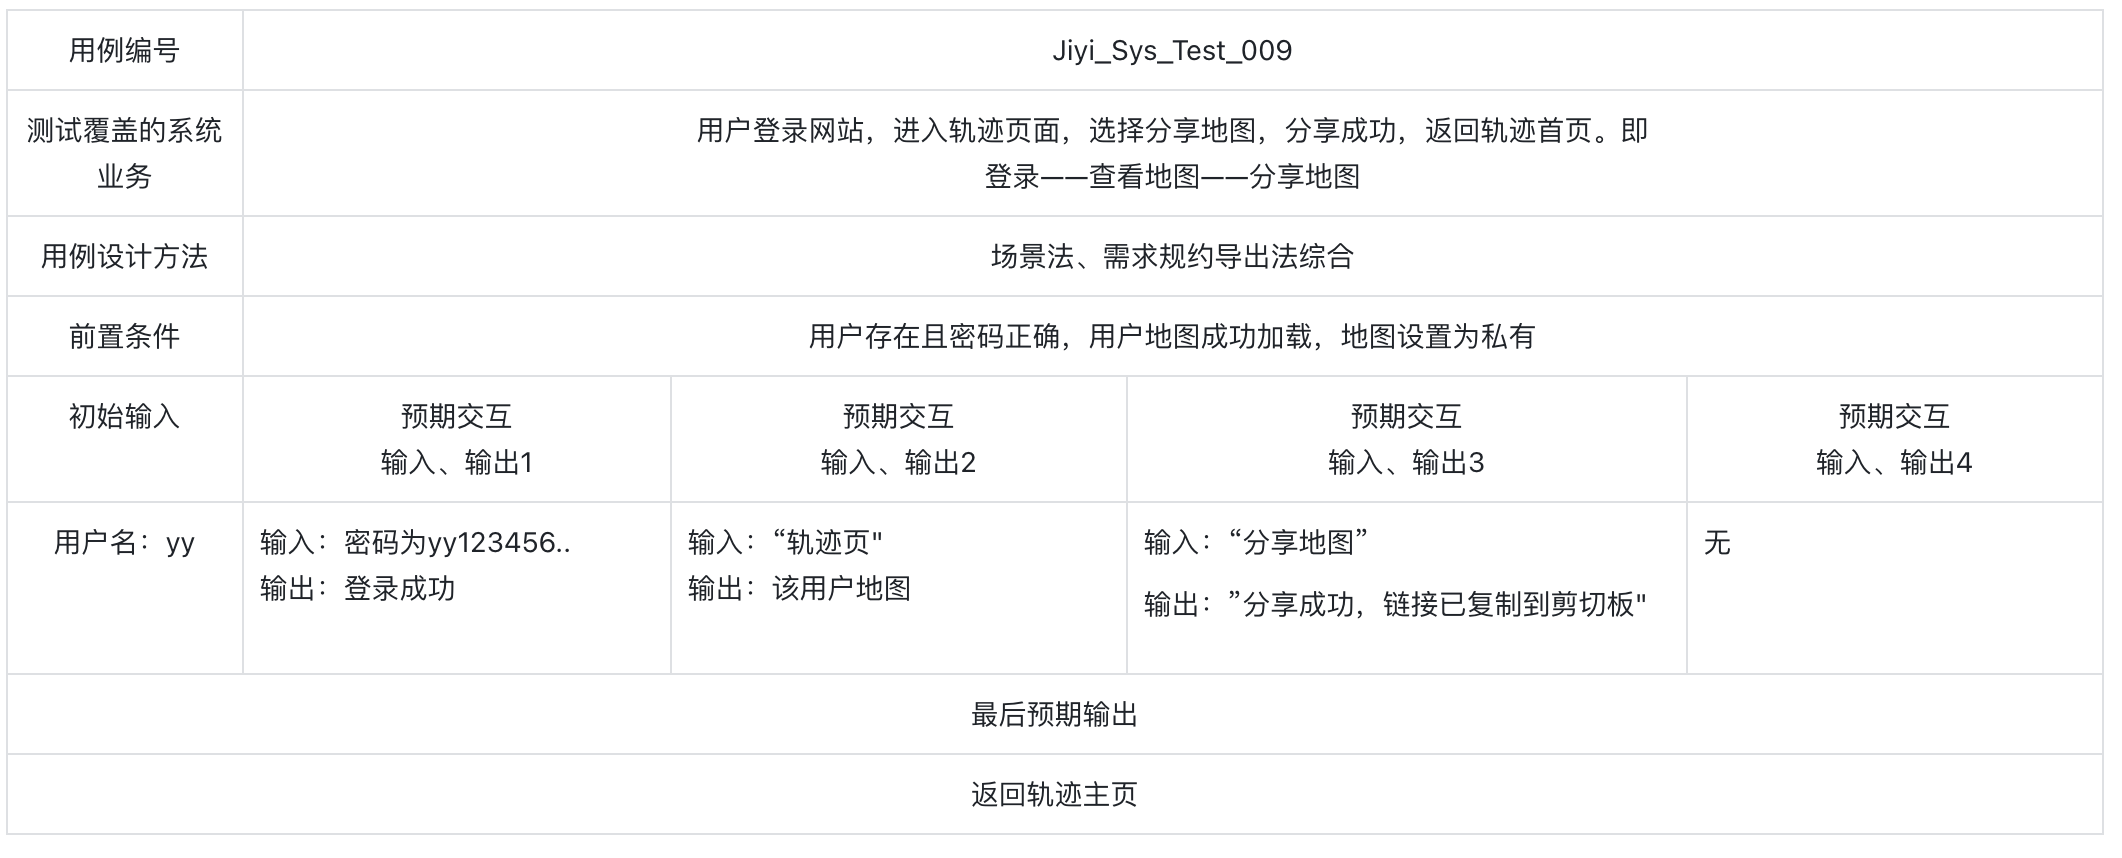 用例编号
Jiyi_Sys_Test_009
测试覆盖的系统
业务
用户登录网站，进入轨迹页面，选择分享地图，分享成功，返回轨迹首页。即
登录——查看地图——分享地图
用例设计方法
场景法、需求规约导出法综合
前置条件
用户存在且密码正确，用户地图成功加载，地图设置为私有
初始输入
预期交互
输入、输出1
预期交互
输入、输出2
预期交互
输入、输出3
预期交互
输入、输出4
用户名：yy
输入：密码为yy123456..
输出：登录成功
输入：“轨迹页"
输出：该用户地图
输入：“分享地图”
输出：”分享成功，链接已复制到剪切板"
无
最后预期输出
返回轨迹主页